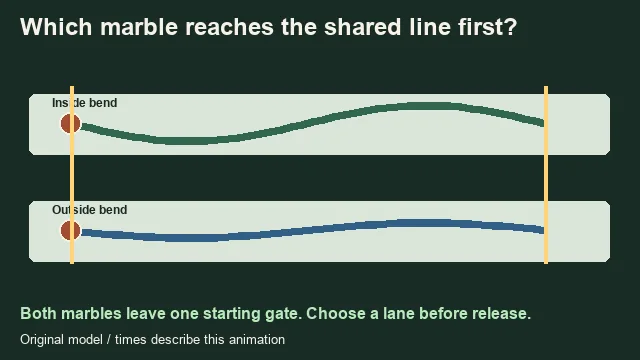 Which marble reaches the shared line first?
Inside bend
Outside bend
Both marbles leave one starting gate. Choose a lane before release.
Original model / times describe this animation